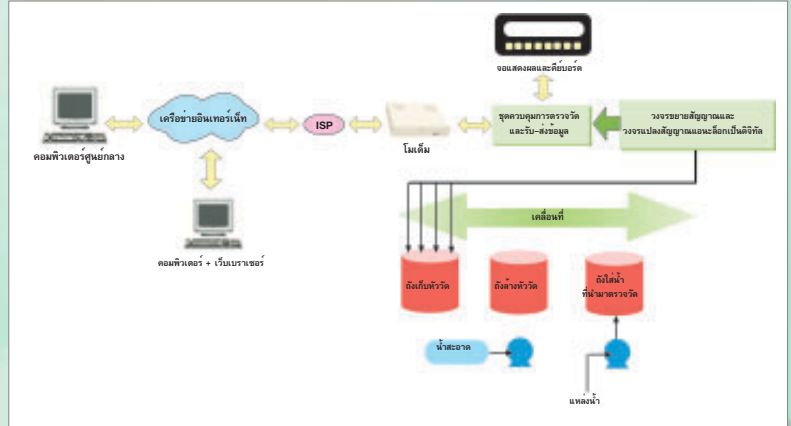 จอแสดงผลและคีย์บอร์ด
เครือข่ายอินเทอร์เน็ท
ISP
โมเด็ม
ชุดควบคุมการตรวจวัด
และรับ-ส่งข้อมูล
วงจรขยายสัญญาณและ
วงจรแปลงสัญญาณแอนะล็อกเป็นดิจิทัล
คอมพิวเตอร์ศูนย์กลาง
คอมพิวเตอร์ + เว็บเบราเซอร์
เคลื่อนที่
ถังเก็บหัววัด
ถังล้างหัววัด
ถังใส่น้ำ
ที่นำมาตรวจวัด
น้ำสะอาด
แหล่งน้ำ